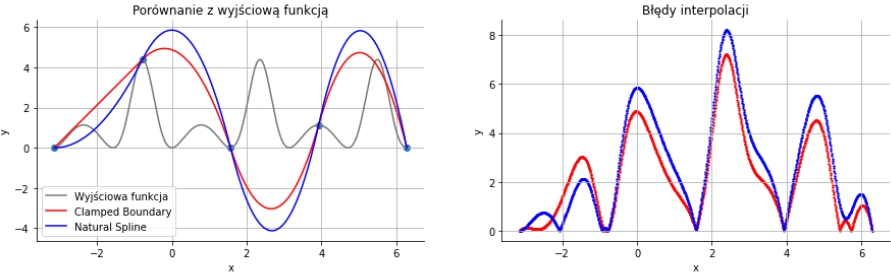 Porównanie z wyjściową funkcją
6
4
2
0
−2
−4
y
−2 0 2 4 6
x
Wyjściowa funkcja
Clamped Boundary
Natural Spline
Błędy interpolacji
8
6
4
2
0
y
−2 0 2 4 6
x